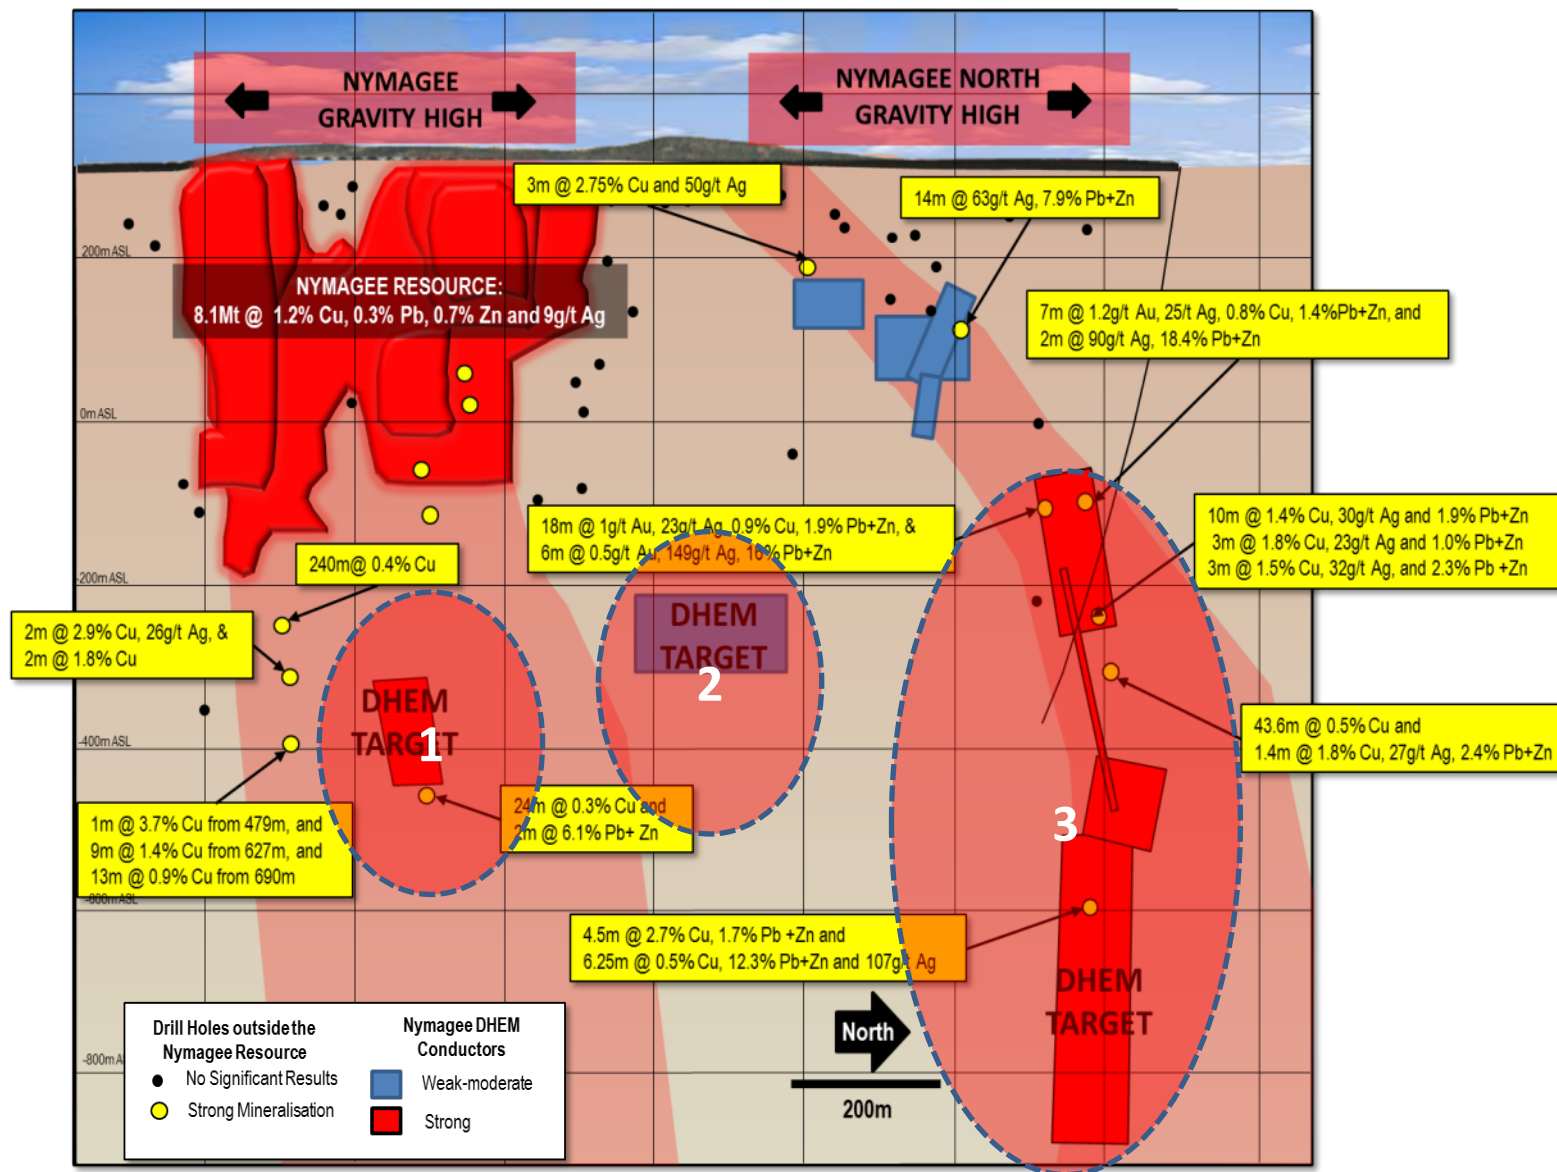 NYMAGEE
GRAVITY HIGH
NYMAGEE NORTH
GRAVITY HIGH
3m @ 2.75% Cu and 50g/t Ag
14m @ 63g/t Ag, 7.9% Pb+Zn
200m ASL
NYMAGEE RESOURCE:
8.1Mt @ 1.2% Cu, 0.3% Pb, 0.7% Zn and 9g/t Ag
7m @ 1.2g/t Au, 25/t Ag, 0.8% Cu, 1.4%Pb+Zn, and
2m @ 90g/t Ag, 18.4% Pb+Zn
0m ASL
18m @ 1g/t Au, 23g/t Ag, 0.9% Cu, 1.9% Pb+Zn, &
6m @ 0.5g/t Au, 149g/t Ag, 16% Pb+Zn
10m @ 1.4% Cu, 30g/t Ag and 1.9% Pb+Zn
3m @ 1.8% Cu, 23g/t Ag and 1.0% Pb+Zn
3m @ 1.5% Cu, 32g/t Ag, and 2.3% Pb +Zn
240m@ 0.4% Cu
-200m ASL
2m @ 2.9% Cu, 26g/t Ag, &
2m @ 1.8% Cu
DHEM
TARGET
1
DHEM
TARGET
2
43.6m @ 0.5% Cu and
1.4m @ 1.8% Cu, 27g/t Ag, 2.4% Pb+Zn
-400m ASL
24m @ 0.3% Cu and
2m @ 6.1% Pb+ Zn
1m @ 3.7% Cu from 479m, and
9m @ 1.4% Cu from 627m, and
13m @ 0.9% Cu from 690m
3
-600m ASL
4.5m @ 2.7% Cu, 1.7% Pb +Zn and
6.25m @ 0.5% Cu, 12.3% Pb+Zn and 107g/t Ag
DHEM
TARGET
North
200m
-800m A
Drill Holes outside the
Nymagee Resource
No Significant Results
Strong Mineralisation
Nymagee DHEM
Conductors
Weak-moderate
Strong